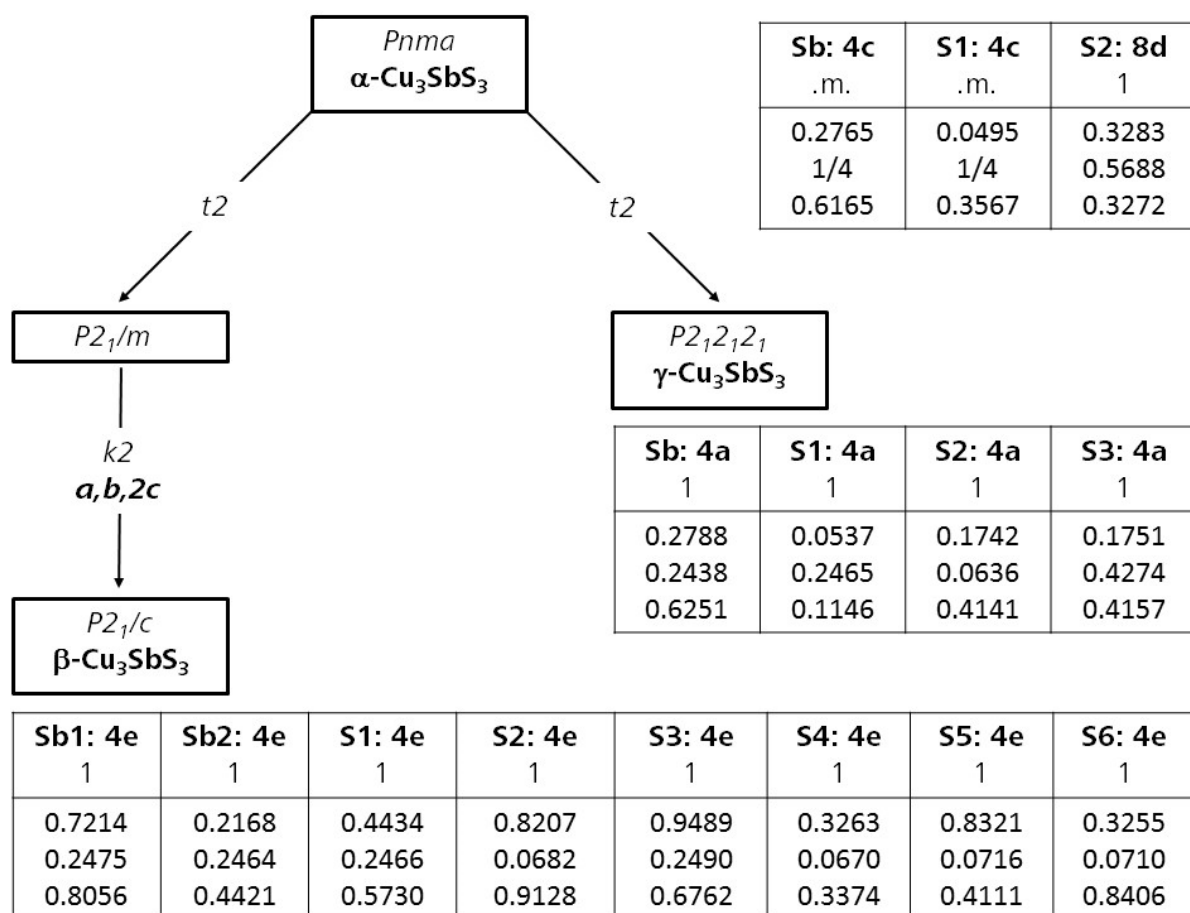 Pnma
α-Cu₃SbS₃
Sb: 4c S1: 4c S2: 8d
.m. .m. 1
0.2765 0.0495 0.3283
1/4 1/4 0.5688
0.6165 0.3567 0.3272
t2 t2
P2₁/m
P2₁2₁2₁
γ-Cu₃SbS₃
k2
a,b,2c
Sb: 4a S1: 4a S2: 4a S3: 4a
1 1 1 1
0.2788 0.0537 0.1742 0.1751
0.2438 0.2465 0.0636 0.4274
0.6251 0.1146 0.4141 0.4157
P2₁/c
β-Cu₃SbS₃
Sb1: 4e Sb2: 4e S1: 4e S2: 4e S3: 4e S4: 4e S5: 4e S6: 4e
1 1 1 1 1 1 1 1
0.7214 0.2168 0.4434 0.8207 0.9489 0.3263 0.8321 0.3255
0.2475 0.2464 0.2466 0.0682 0.2490 0.0670 0.0716 0.0710
0.8056 0.4421 0.5730 0.9128 0.6762 0.3374 0.4111 0.8406